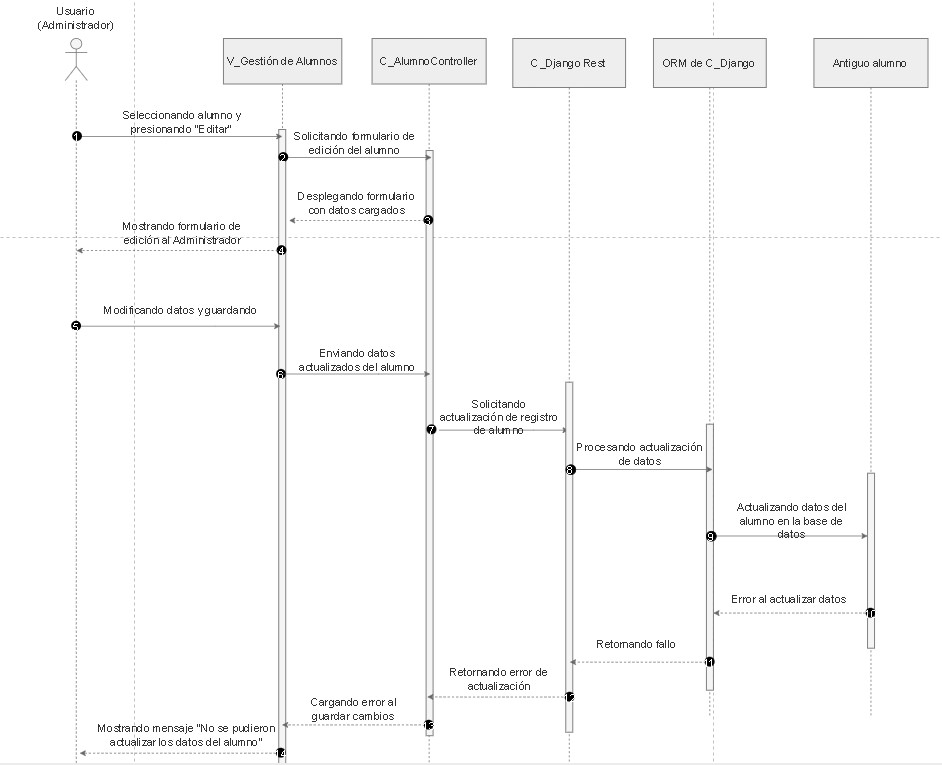 Usuario
(Administrador)
V_Gestión de Alumnos
C_AlumnoController
C_Django Rest
ORM de C_Django
Antiguo alumno
Seleccionando alumno y
presionando "Editar"
1
Solicitando formulario de
edición del alumno
2
Desplegando formulario
con datos cargados
3
Mostrando formulario de
edición al Administrador
4
Modificando datos y guardando
5
Enviando datos
actualizados del alumno
6
Solicitando
actualización de registro
de alumno
7
Procesando actualización
de datos
8
Actualizando datos del
alumno en la base de
datos
9
Error al actualizar datos
10
Retornando fallo
11
Retornando error de
actualización
12
Cargando error al
guardar cambios
13
Mostrando mensaje "No se pudieron
actualizar los datos del alumno"
14